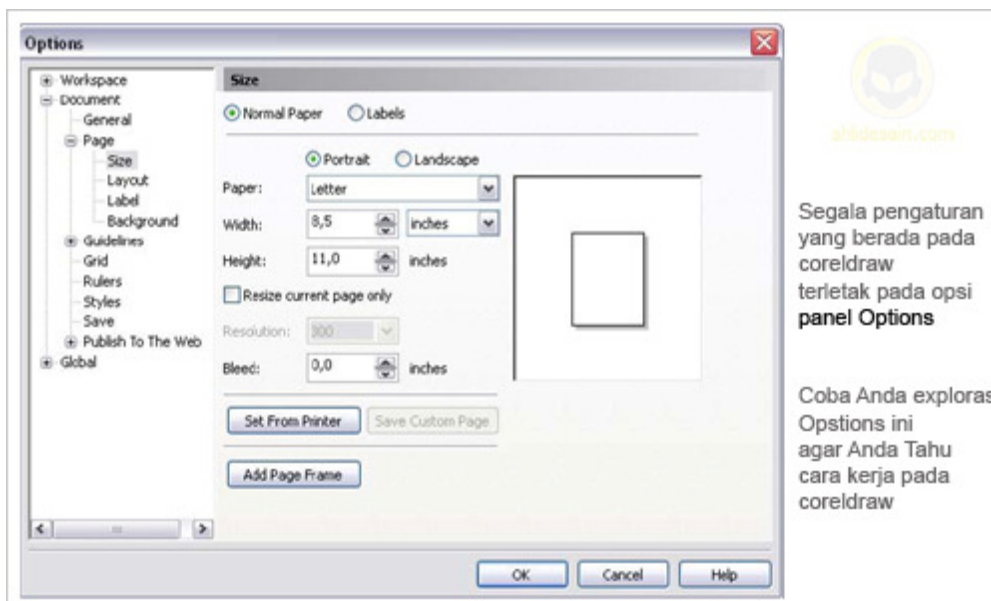 Options
Workspace
Document
General
Page
Size
Layout
Label
Background
Guidelines
Grid
Rulers
Styles
Save
Publish To The Web
Global
Size
Normal Paper Labels
Portrait Landscape
Paper: Letter
Width: 8,5 inches
Height: 11,0 inches
Resize current page only
Resolution: 300
Bleed: 0,0 inches
Set From Printer Save Custom Page
Add Page Frame
OK Cancel Help
ahidesain.com
Segala pengaturan
yang berada pada
coreldraw
terletak pada opsi
panel Options
Coba Anda exploras
Opstions ini
agar Anda Tahu
cara kerja pada
coreldraw